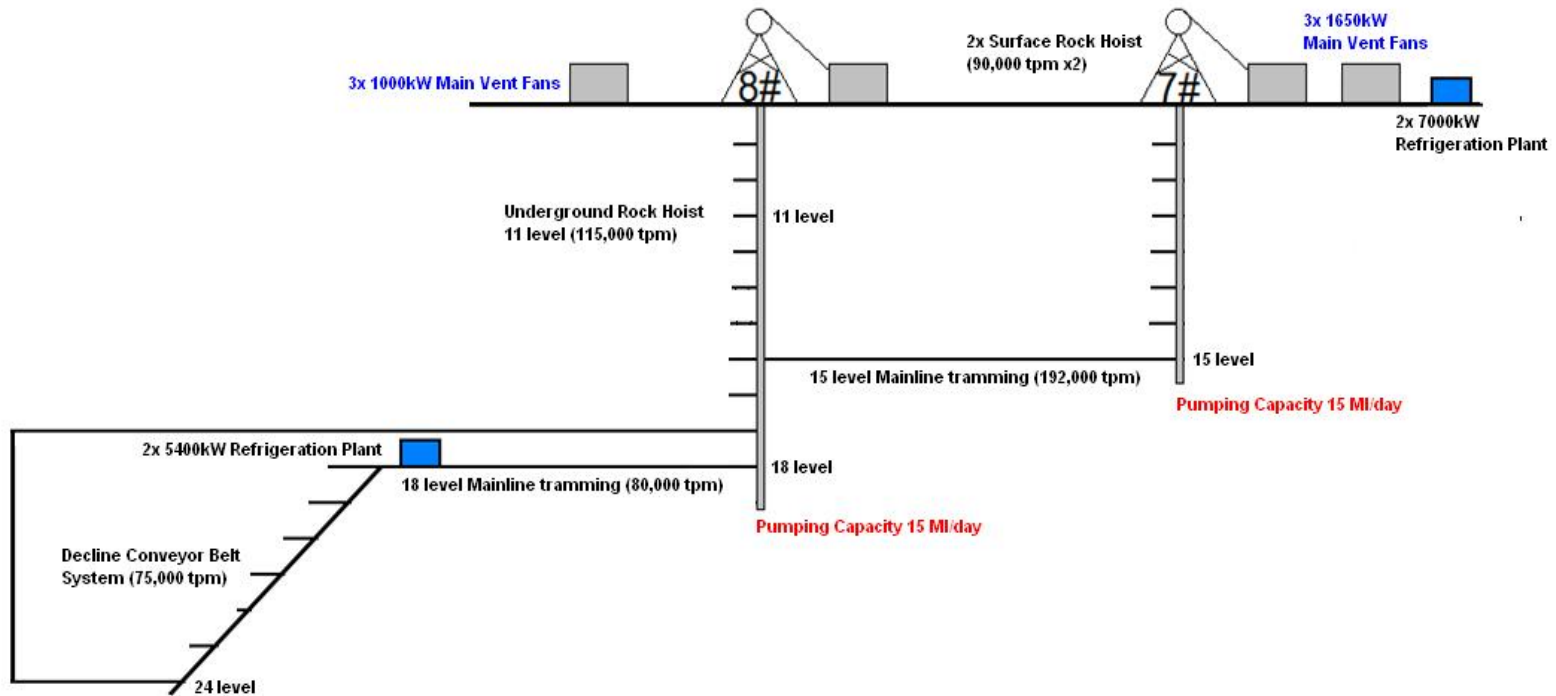 3x 1000kW Main Vent Fans
8#
2x Surface Rock Hoist
(90,000 tpm x2)
7#
3x 1650kW
Main Vent Fans
2x 7000kW
Refrigeration Plant
Underground Rock Hoist
11 level (115,000 tpm)
11 level
15 level Mainline tramming (192,000 tpm)
15 level
Pumping Capacity 15 Ml/day
2x 5400kW Refrigeration Plant
18 level Mainline tramming (80,000 tpm)
18 level
Pumping Capacity 15 Ml/day
Decline Conveyor Belt
System (75,000 tpm)
24 level